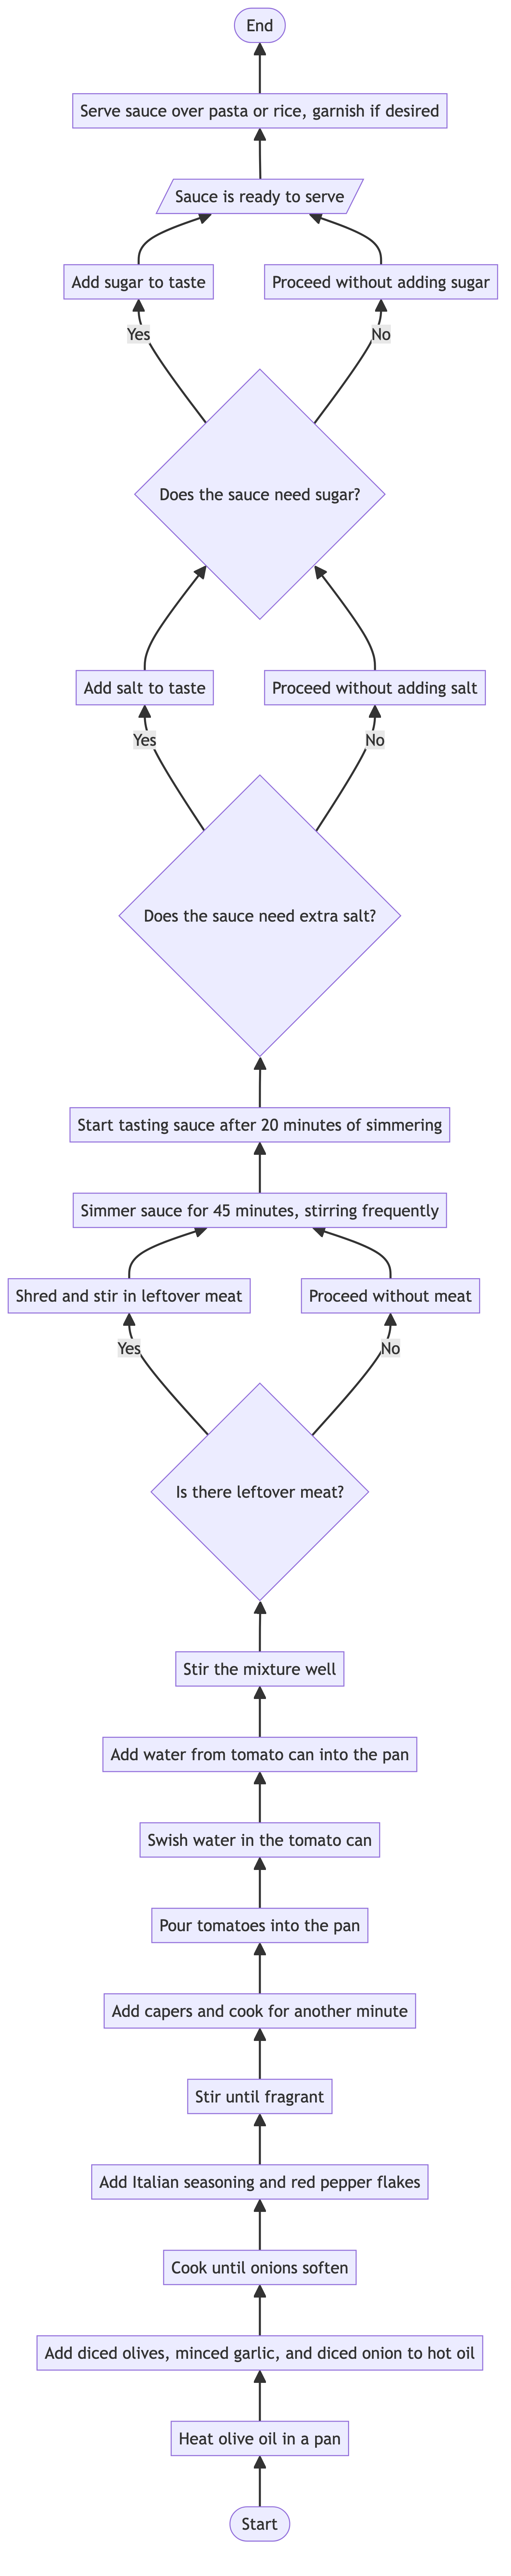 End
Serve sauce over pasta or rice, garnish if desired
Sauce is ready to serve
Add sugar to taste
Proceed without adding sugar
Yes
No
Does the sauce need sugar?
Add salt to taste
Proceed without adding salt
Yes
No
Does the sauce need extra salt?
Start tasting sauce after 20 minutes of simmering
Simmer sauce for 45 minutes, stirring frequently
Shred and stir in leftover meat
Proceed without meat
Yes
No
Is there leftover meat?
Stir the mixture well
Add water from tomato can into the pan
Swish water in the tomato can
Pour tomatoes into the pan
Add capers and cook for another minute
Stir until fragrant
Add Italian seasoning and red pepper flakes
Cook until onions soften
Add diced olives, minced garlic, and diced onion to hot oil
Heat olive oil in a pan
Start